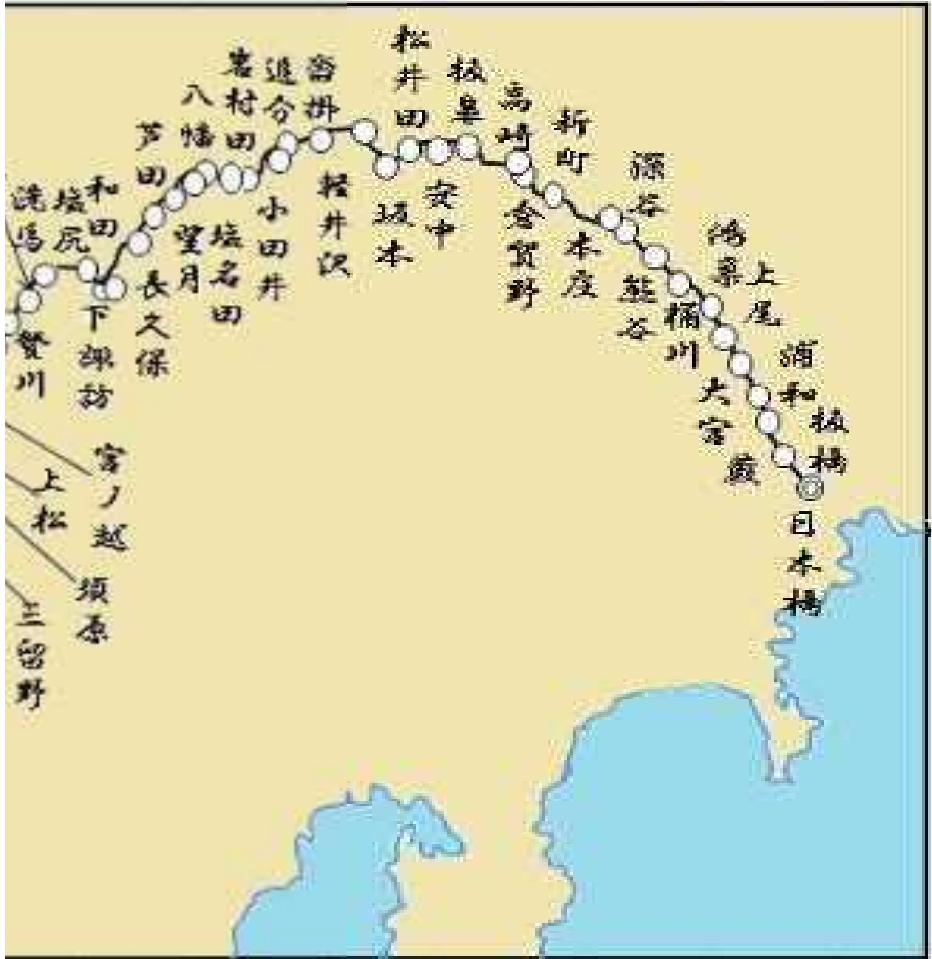 日本橋
板橋
蕨
浦和
大宮
上尾
桶川
鴻巣
熊谷
深谷
本庄
新町
倉賀野
高崎
板鼻
安中
松井田
坂本
軽井沢
沓掛
追分
小田井
岩村田
塩名田
八幡
望月
芦田
長久保
和田
下諏訪
塩尻
洗馬
贄川
宮ノ越
上松
須原
三留野